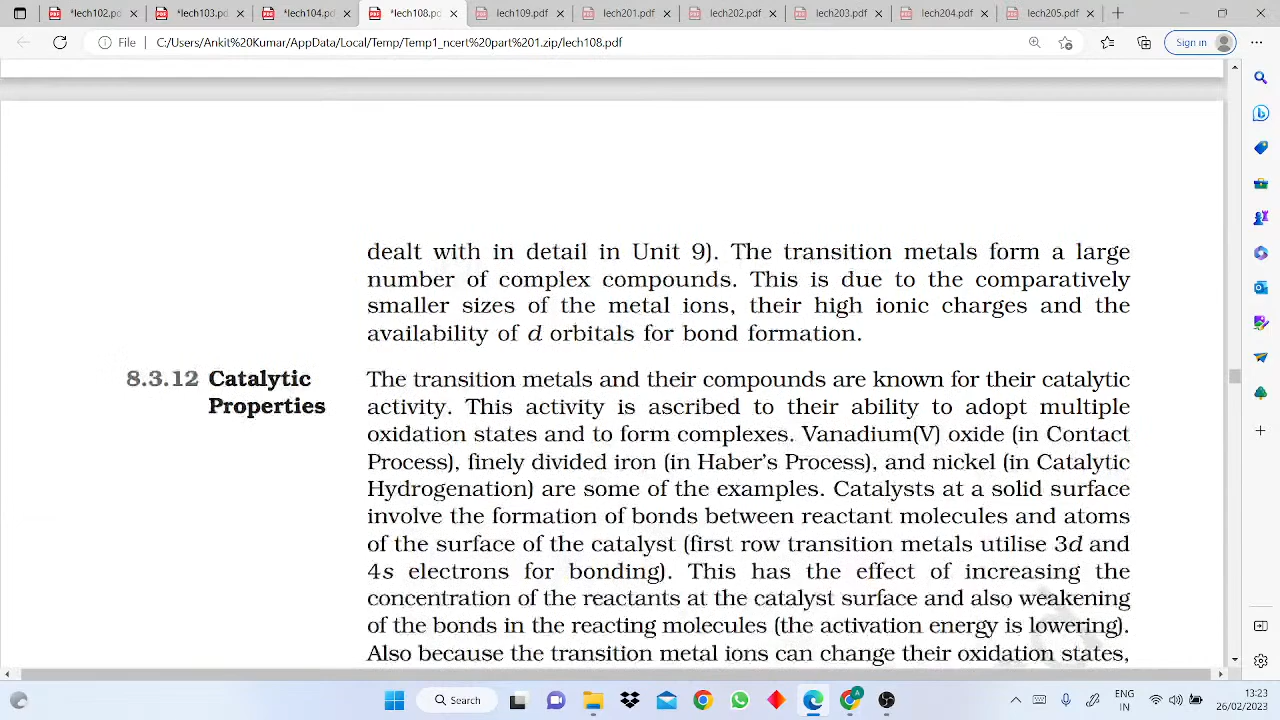 *lech102.pdf
*lech103.pdf
*lech104.pdf
*lech108.pdf
lech109.pdf
lech201.pdf
lech202.pdf
lech203.pdf
lech204.pdf
lech205.pdf
File C:/Users/Ankit%20Kumar/AppData/Local/Temp/Temp1_ncert%20part%201.zip/lech108.pdf
Sign in
dealt with in detail in Unit 9). The transition metals form a large
number of complex compounds. This is due to the comparatively
smaller sizes of the metal ions, their high ionic charges and the
availability of d orbitals for bond formation.
8.3.12 Catalytic
Properties
The transition metals and their compounds are known for their catalytic
activity. This activity is ascribed to their ability to adopt multiple
oxidation states and to form complexes. Vanadium(V) oxide (in Contact
Process), finely divided iron (in Haber's Process), and nickel (in Catalytic
Hydrogenation) are some of the examples. Catalysts at a solid surface
involve the formation of bonds between reactant molecules and atoms
of the surface of the catalyst (first row transition metals utilise 3d and
4s electrons for bonding). This has the effect of increasing the
concentration of the reactants at the catalyst surface and also weakening
of the bonds in the reacting molecules (the activation energy is lowering).
Also because the transition metal ions can change their oxidation states,
Search
ENG
IN
13:23
26/02/2023